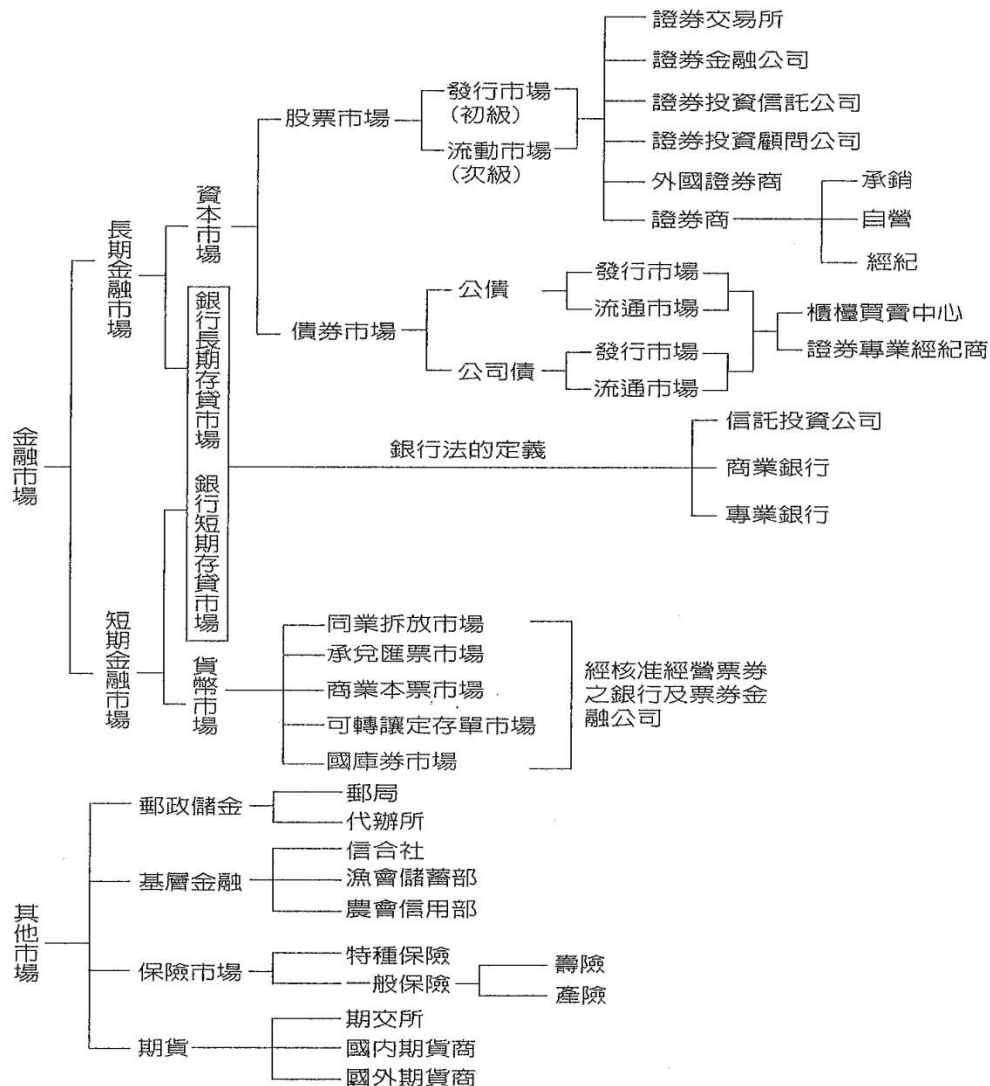 證券交易所
證券金融公司
證券投資信託公司
證券投資顧問公司
外國證券商
證券商
承銷
自營
經紀
發行市場
(初級)
流動市場
(次級)
股票市場
資本市場
長期金融市場
銀行長期存貸市場
債券市場
公債
發行市場
流通市場
公司債
發行市場
流通市場
櫃檯買賣中心
證券專業經紀商
金融市場
銀行法的定義
信託投資公司
商業銀行
專業銀行
銀行短期存貸市場
短期金融市場
貨幣市場
同業拆放市場
承兌匯票市場
商業本票市場
可轉讓定存單市場
國庫券市場
經核准經營票券
之銀行及票券金
融公司
其他市場
郵政儲金
郵局
代辦所
基層金融
信合社
漁會儲蓄部
農會信用部
保險市場
特種保險
一般保險
壽險
產險
期貨
期交所
國內期貨商
國外期貨商